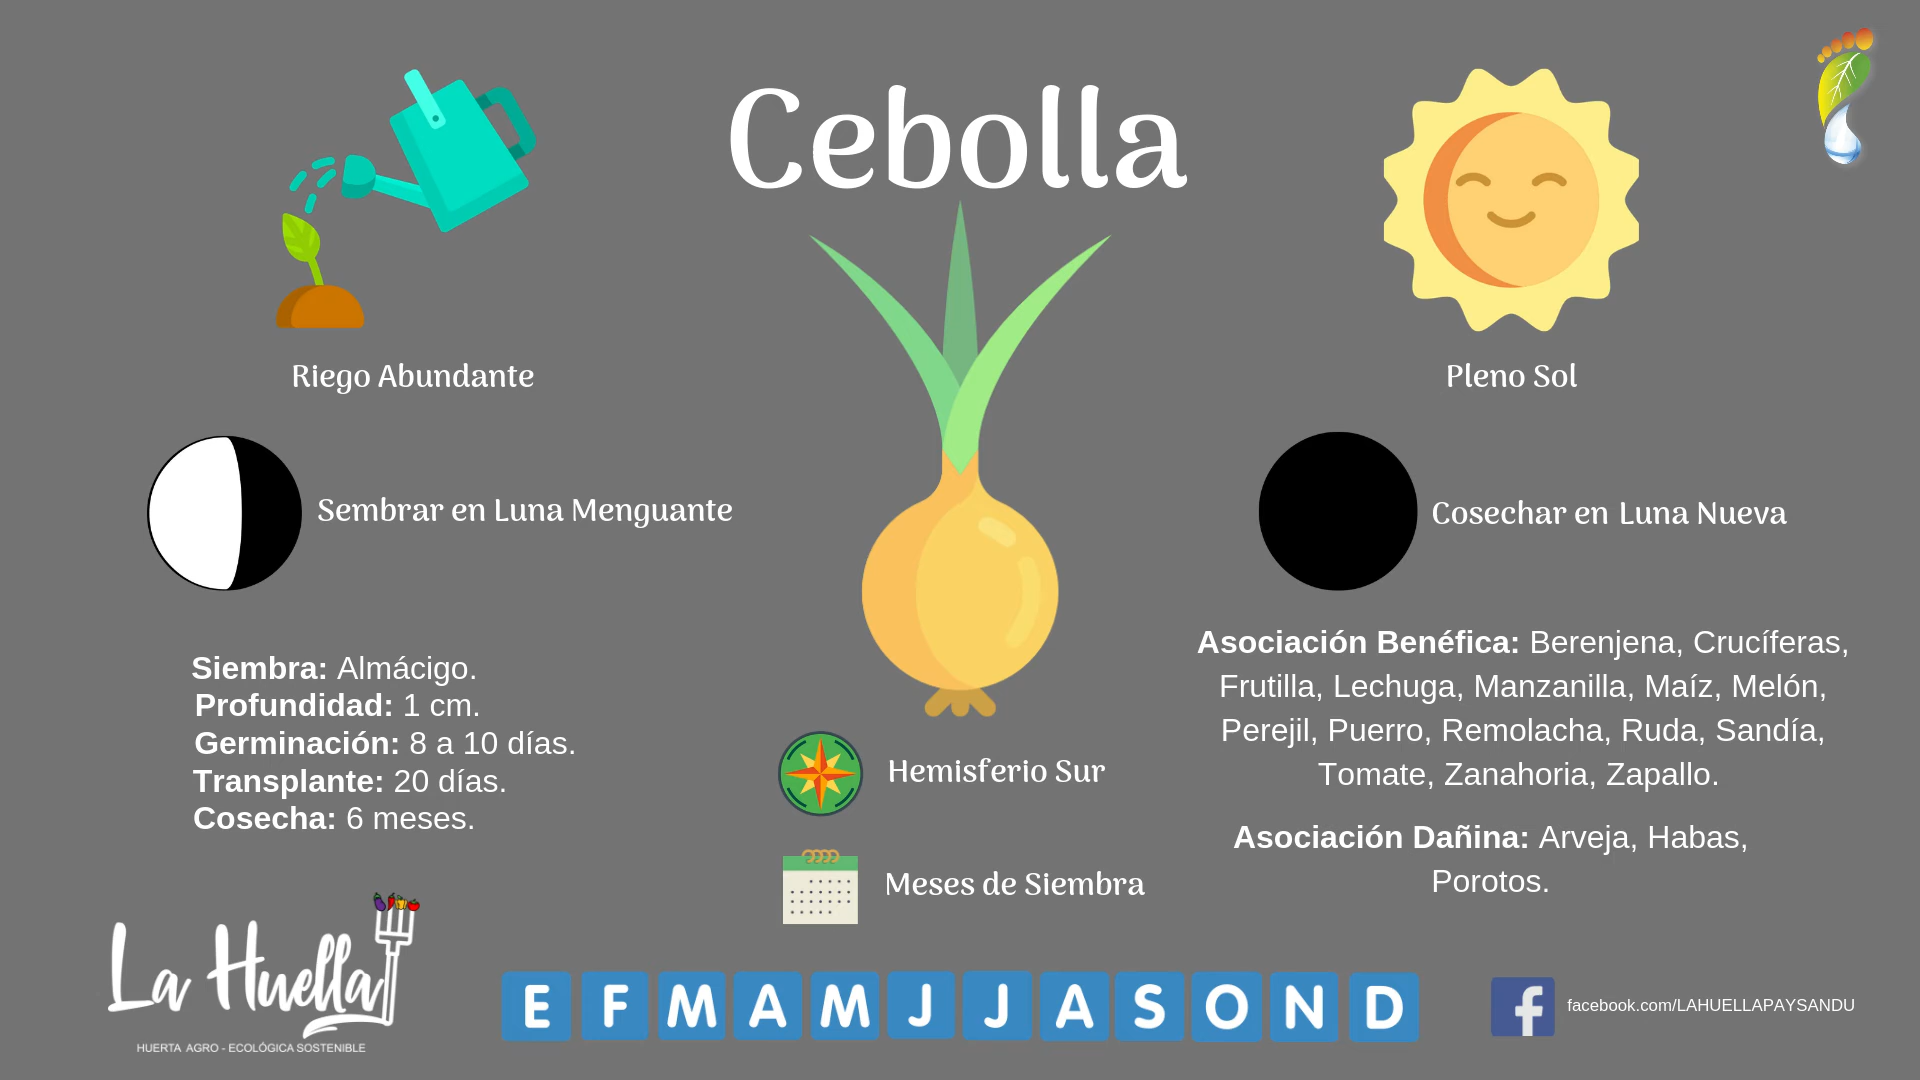 Cebolla
Riego Abundante
Pleno Sol
Sembrar en Luna Menguante
Cosechar en Luna Nueva
Siembra: Almácigo.
Profundidad: 1 cm.
Germinación: 8 a 10 días.
Transplante: 20 días.
Cosecha: 6 meses.
Asociación Benéfica: Berenjena, Crucíferas,
Frutilla, Lechuga, Manzanilla, Maíz, Melón,
Perejil, Puerro, Remolacha, Ruda, Sandía,
Tomate, Zanahoria, Zapallo.
Asociación Dañina: Arveja, Habas,
Porotos.
Hemisferio Sur
Meses de Siembra
E F M A M J J A S O N D
La Huella
HUERTA AGRO - ECOLÓGICA SOSTENIBLE
facebook.com/LAHUELLAPAYSANDU